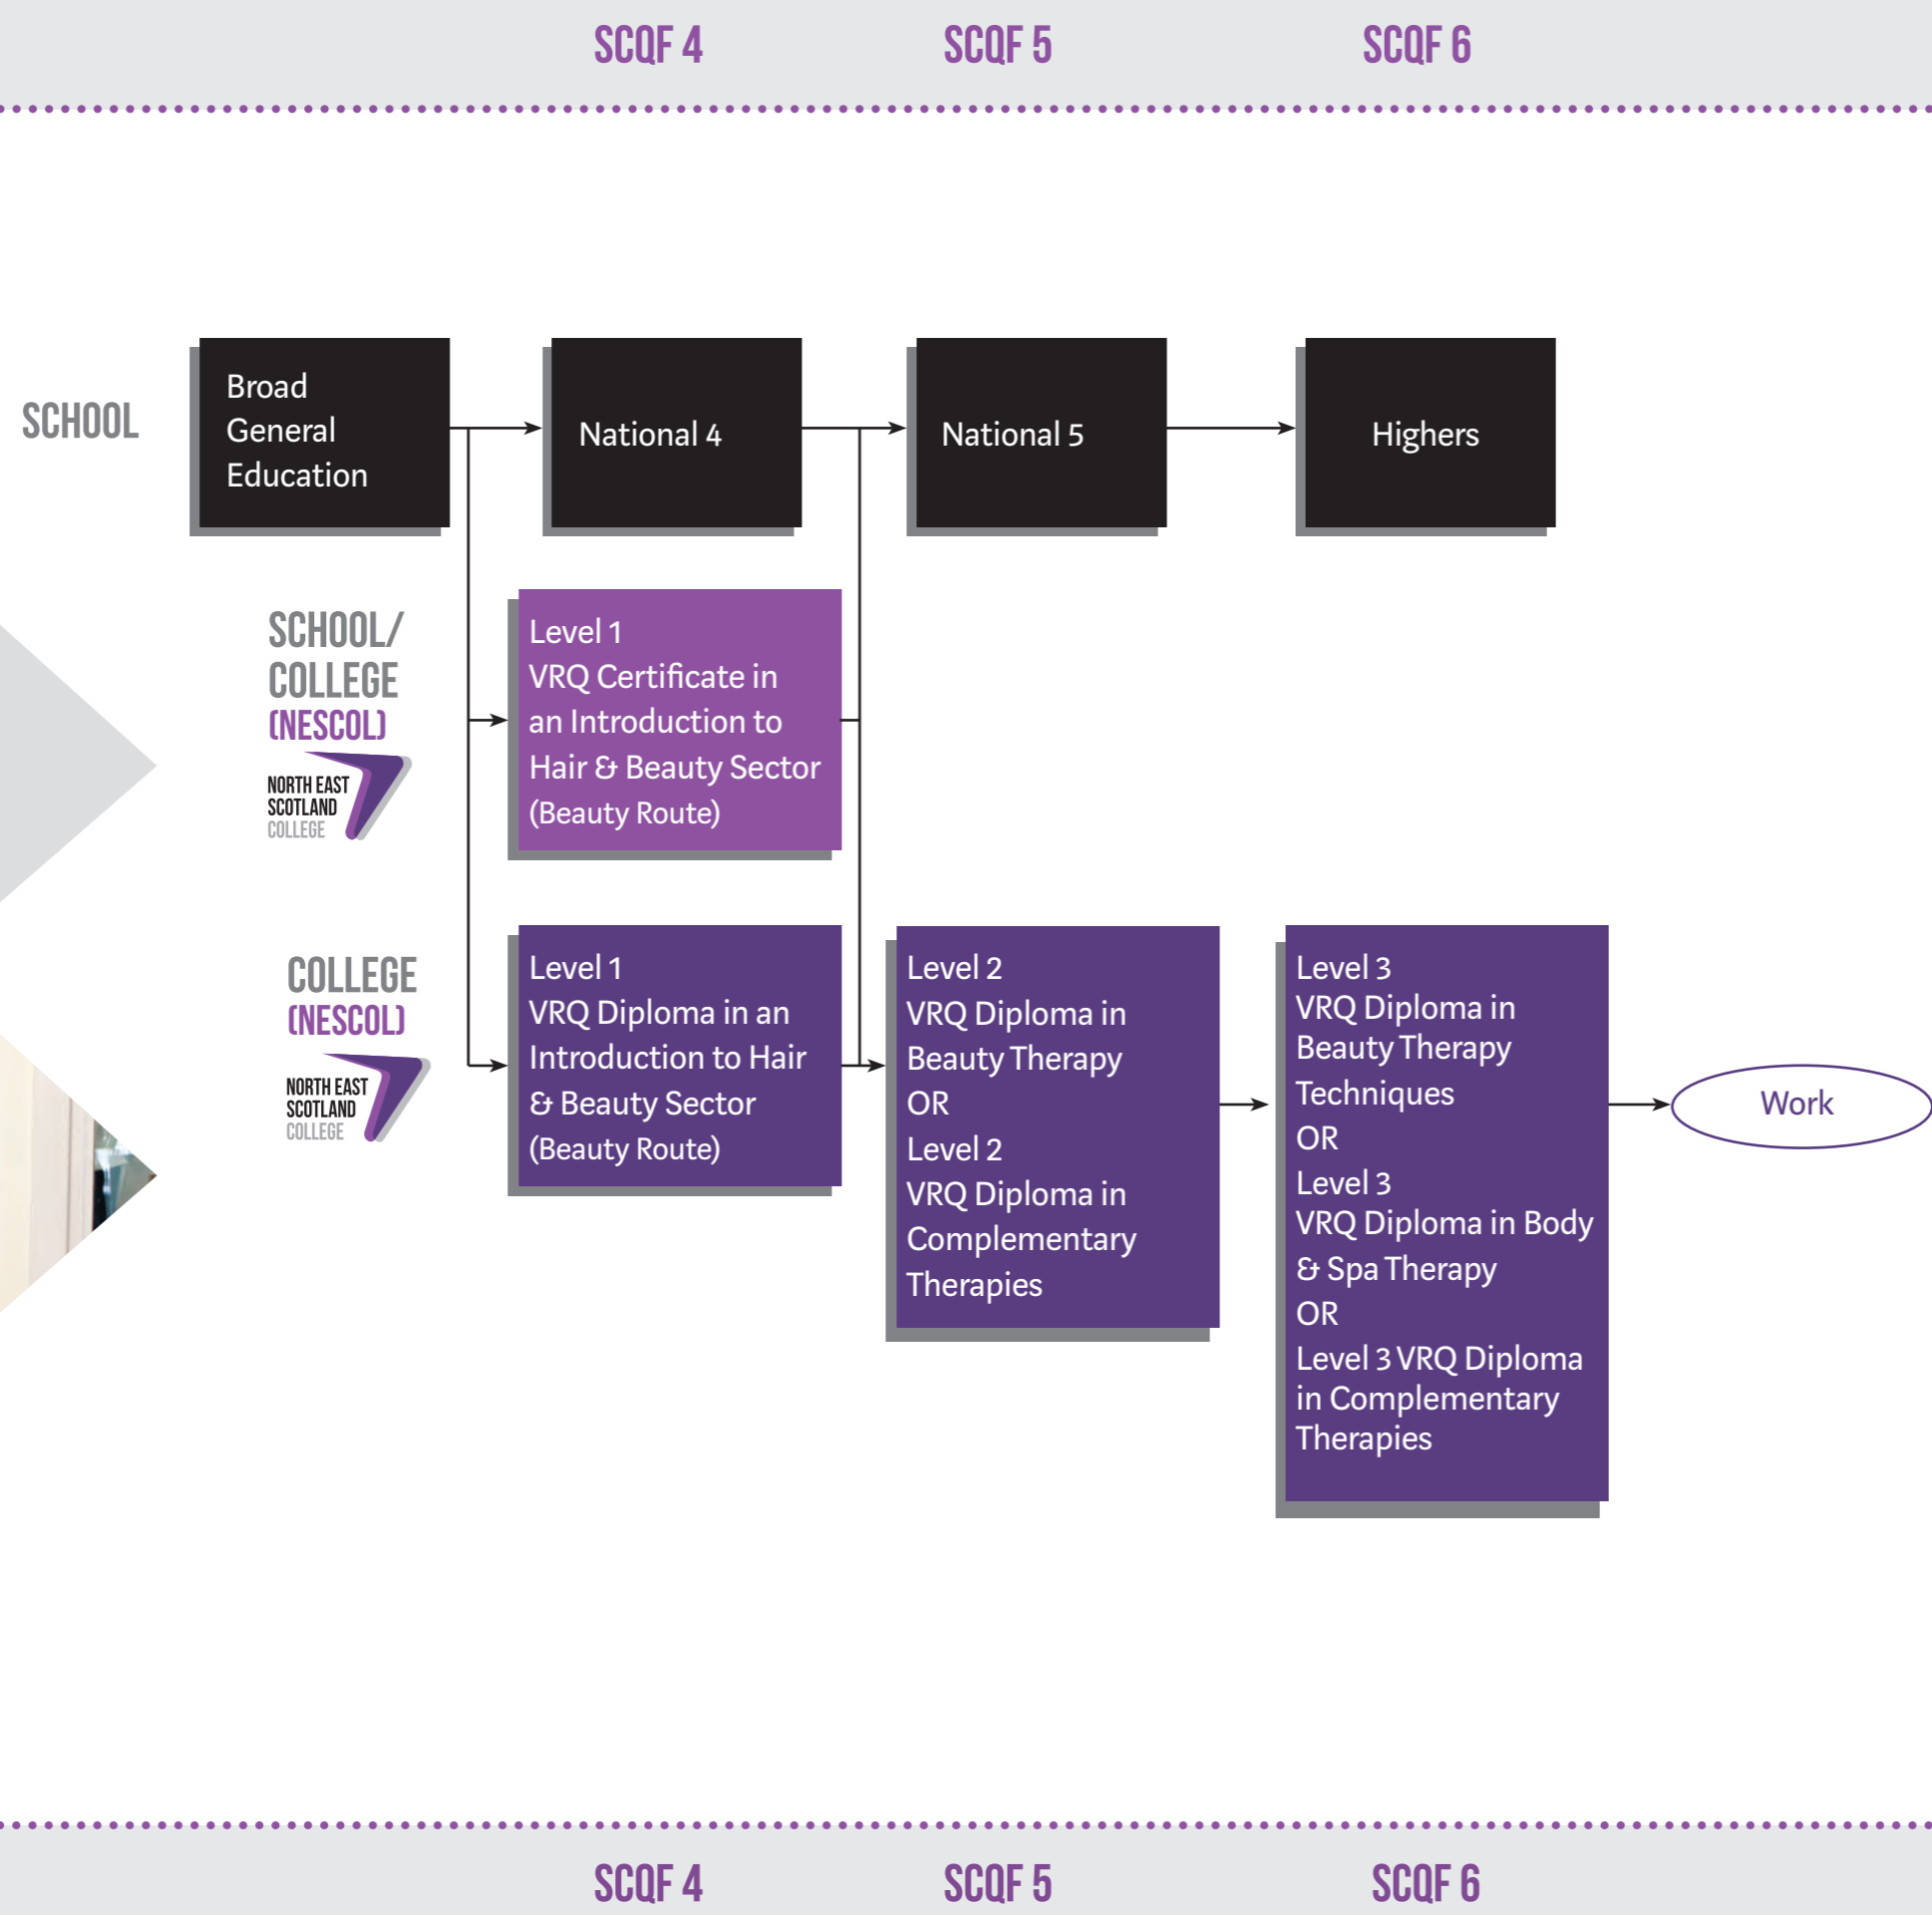 SCQF 4
SCQF 5
SCQF 6
SCHOOL
Broad
General
Education
National 4
National 5
Highers
SCHOOL/
COLLEGE
(NESCOL)
NORTH EAST
SCOTLAND
COLLEGE
Level 1
VRQ Certificate in
an Introduction to
Hair & Beauty Sector
(Beauty Route)
COLLEGE
(NESCOL)
NORTH EAST
SCOTLAND
COLLEGE
Level 1
VRQ Diploma in an
Introduction to Hair
& Beauty Sector
(Beauty Route)
Level 2
VRQ Diploma in
Beauty Therapy
OR
Level 2
VRQ Diploma in
Complementary
Therapies
Level 3
VRQ Diploma in
Beauty Therapy
Techniques
OR
Level 3
VRQ Diploma in Body
& Spa Therapy
OR
Level 3 VRQ Diploma
in Complementary
Therapies
Work
SCQF 4
SCQF 5
SCQF 6